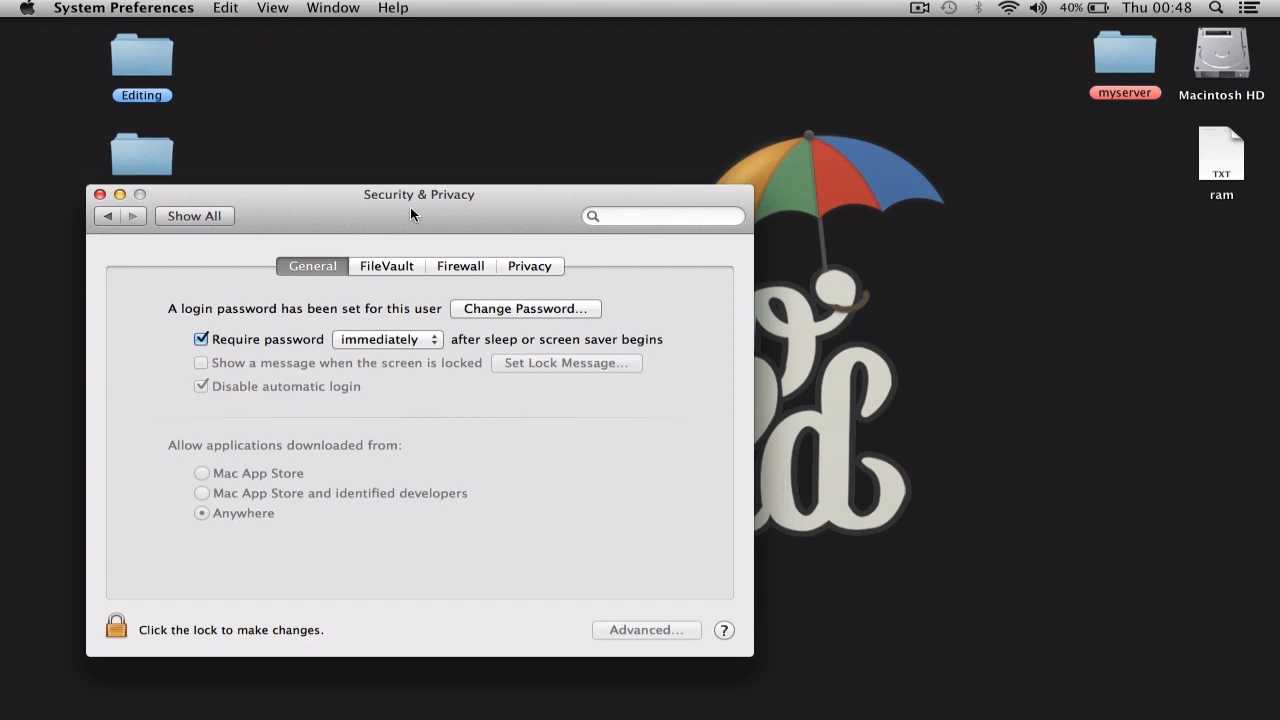 System Preferences Edit View Window Help 40% Thu 00:48
Editing
myserver
Macintosh HD
TXT
ram
Security & Privacy
Show All
General FileVault Firewall Privacy
A login password has been set for this user Change Password...
Require password immediately after sleep or screen saver begins
Show a message when the screen is locked Set Lock Message...
Disable automatic login
Allow applications downloaded from:
Mac App Store
Mac App Store and identified developers
Anywhere
Click the lock to make changes. Advanced... ?